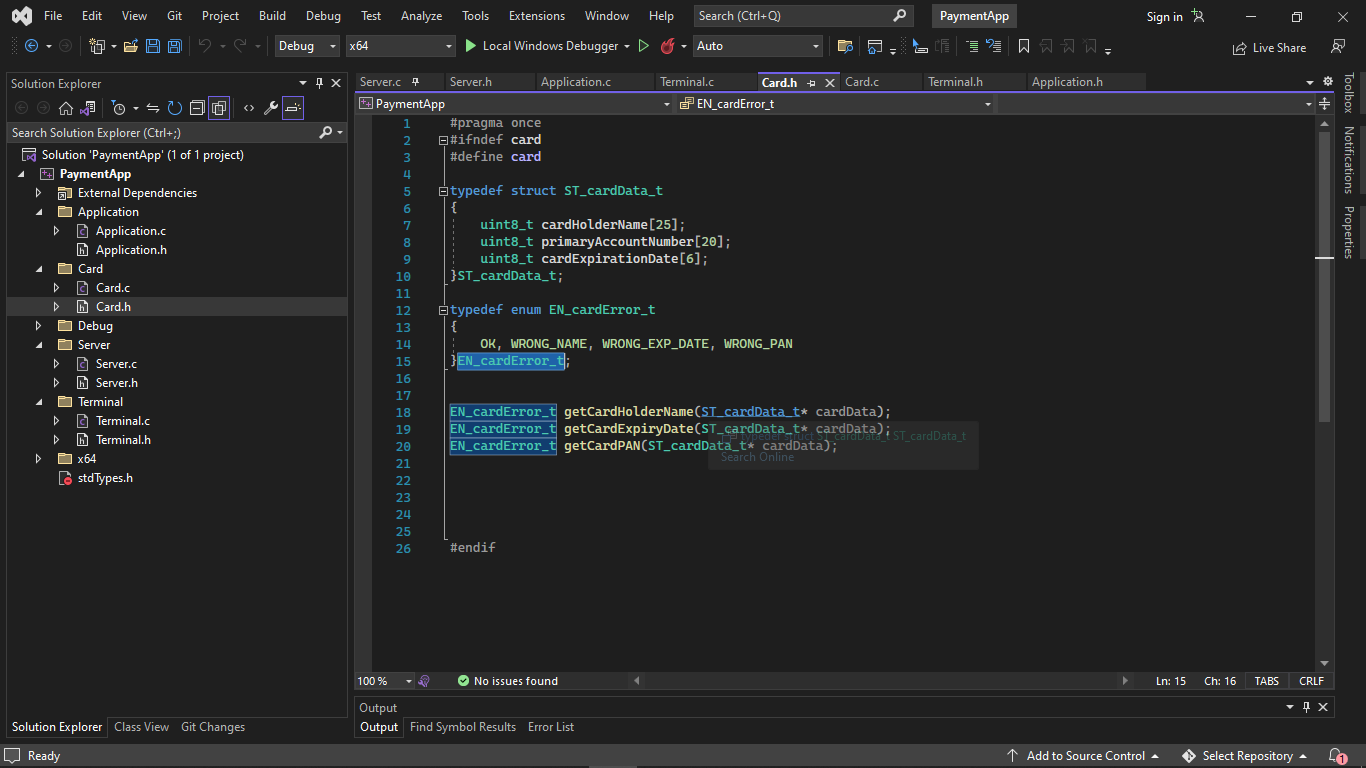 File Edit View Git Project Build Debug Test Analyze Tools Extensions Window Help Search (Ctrl+Q) PaymentApp Sign in
Debug x64 Local Windows Debugger Auto Live Share
Solution Explorer
Search Solution Explorer (Ctrl+;)
Solution 'PaymentApp' (1 of 1 project)
PaymentApp
External Dependencies
Application
Application.c
Application.h
Card
Card.c
Card.h
Debug
Server
Server.c
Server.h
Terminal
Terminal.c
Terminal.h
x64
stdTypes.h
Solution Explorer Class View Git Changes
Server.c Server.h Application.c Terminal.c Card.h Card.c Terminal.h Application.h
PaymentApp EN_cardError_t
1 #pragma once
2 #ifndef card
3 #define card
4
5 typedef struct ST_cardData_t
6 {
7 uint8_t cardHolderName[25];
8 uint8_t primaryAccountNumber[20];
9 uint8_t cardExpirationDate[6];
10 }ST_cardData_t;
11
12 typedef enum EN_cardError_t
13 {
14 OK, WRONG_NAME, WRONG_EXP_DATE, WRONG_PAN
15 }EN_cardError_t;
16
17
18 EN_cardError_t getCardHolderName(ST_cardData_t* cardData);
19 EN_cardError_t getCardExpiryDate(ST_cardData_t* cardData);
20 EN_cardError_t getCardPAN(ST_cardData_t* cardData);
typedef struct ST_cardData_t ST_cardData_t
Search Online
21
22
23
24
25
26 #endif
100 % No issues found Ln: 15 Ch: 16 TABS CRLF
Output
Output Find Symbol Results Error List
Toolbox
Notifications
Properties
Ready Add to Source Control Select Repository 1